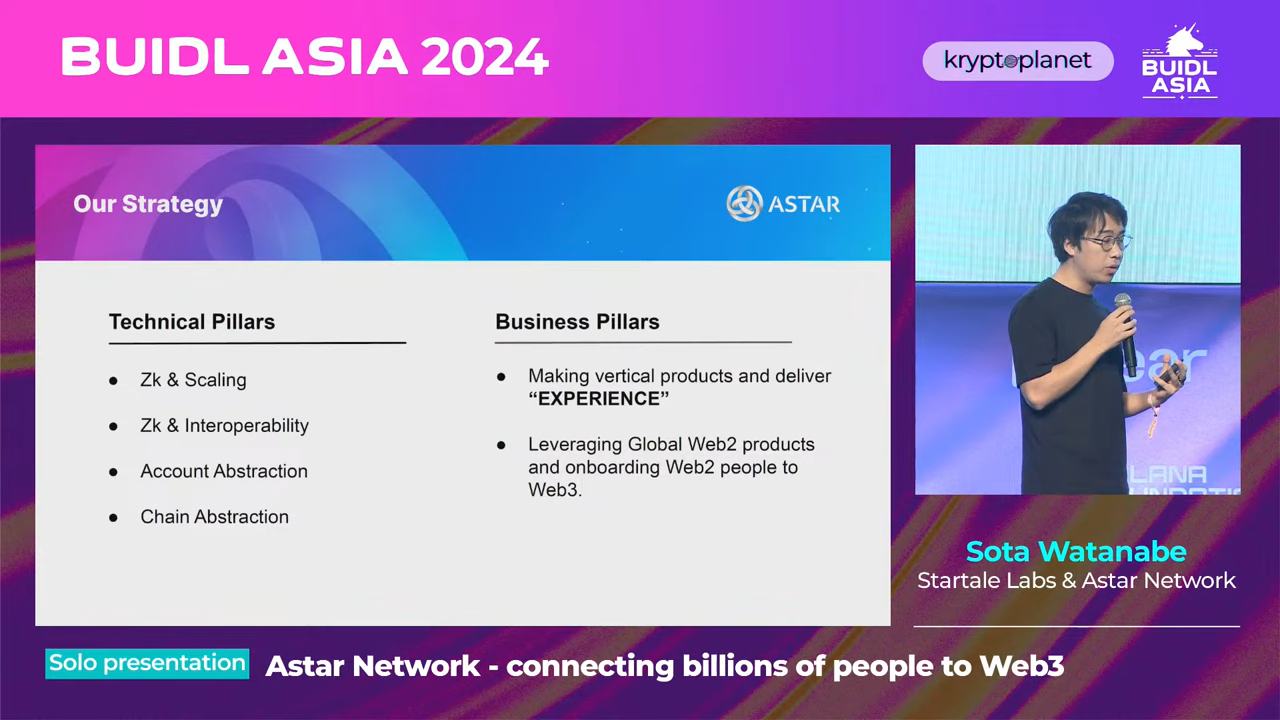 BUIDL ASIA 2024
kryptoplanet
BUIDL
ASIA
Our Strategy
ASTAR
Technical Pillars
● Zk & Scaling
● Zk & Interoperability
● Account Abstraction
● Chain Abstraction
Business Pillars
● Making vertical products and deliver
“EXPERIENCE”
● Leveraging Global Web2 products
and onboarding Web2 people to
Web3.
Sota Watanabe
Startale Labs & Astar Network
Solo presentation
Astar Network - connecting billions of people to Web3